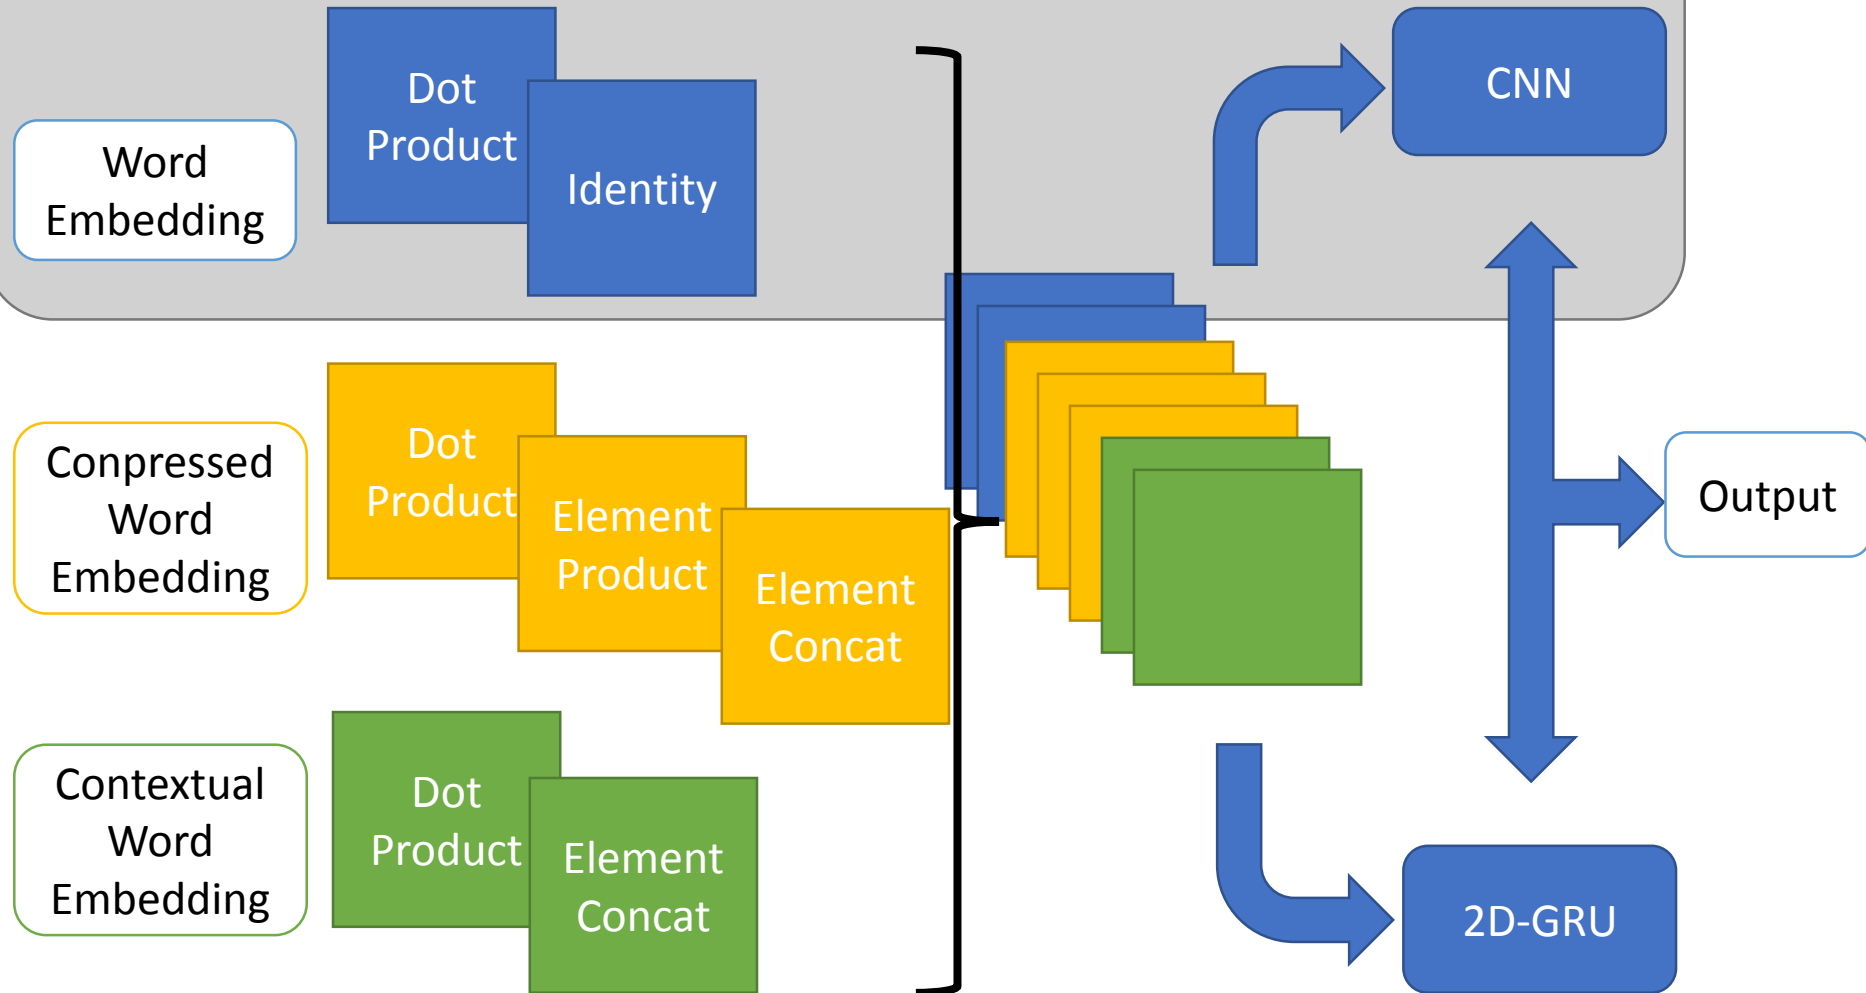 Word
Embedding
Dot
Product
Identity
CNN
Conpressed
Word
Embedding
Dot
Product
Element
Product
Element
Concat
Output
Contextual
Word
Embedding
Dot
Product
Element
Concat
2D-GRU